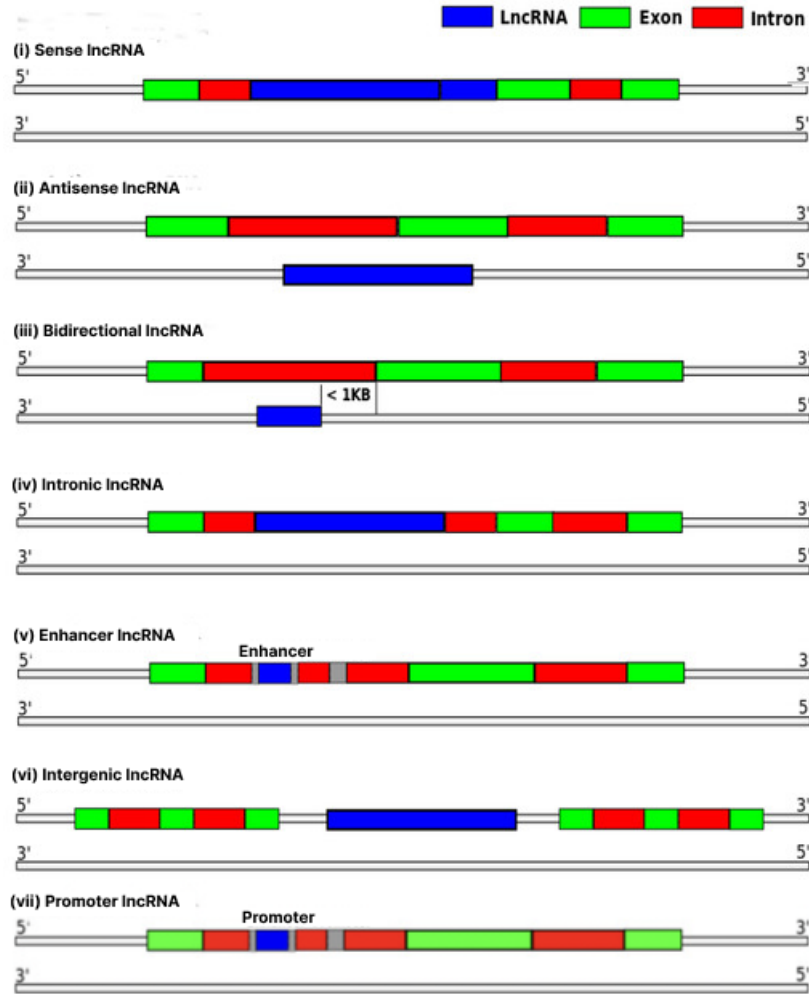 LncRNA Exon Intron
(i) Sense lncRNA
5' 3'
3' 5'
(ii) Antisense lncRNA
5' 3'
3' 5'
(iii) Bidirectional lncRNA
5' 3'
< 1KB
3' 5'
(iv) Intronic lncRNA
5' 3'
3' 5'
(v) Enhancer lncRNA
Enhancer
5' 3'
3' 5'
(vi) Intergenic lncRNA
5' 3'
3' 5'
(vii) Promoter lncRNA
Promoter
5' 3'
3' 5'